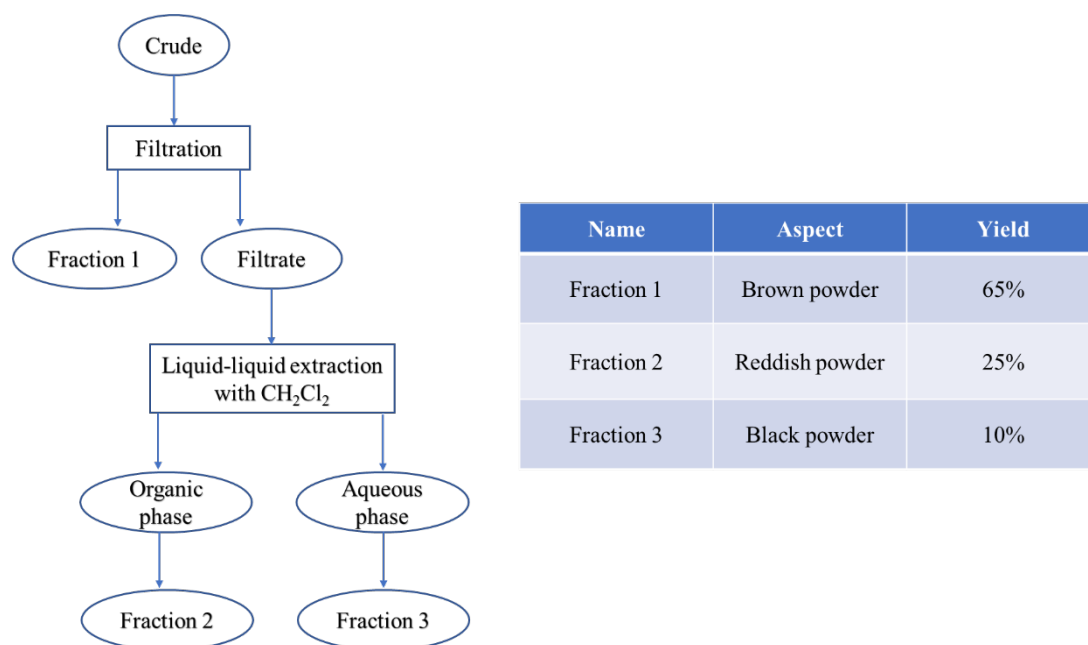 Crude
Filtration
Fraction 1
Filtrate
Liquid-liquid extraction
with CH₂Cl₂
Organic
phase
Aqueous
phase
Fraction 2
Fraction 3
Name Aspect Yield
Fraction 1 Brown powder 65%
Fraction 2 Reddish powder 25%
Fraction 3 Black powder 10%